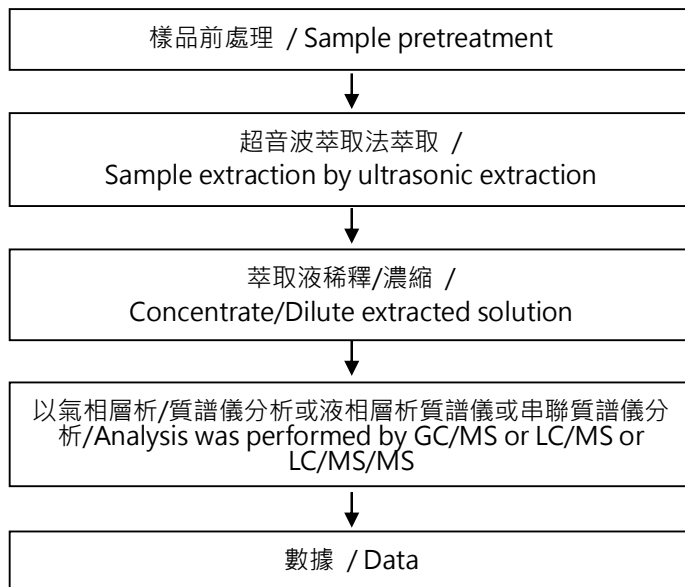 樣品前處理 / Sample pretreatment
超音波萃取法萃取 /
Sample extraction by ultrasonic extraction
萃取液稀釋/濃縮 /
Concentrate/Dilute extracted solution
以氣相層析/質譜儀分析或液相層析質譜儀或串聯質譜儀分
析/Analysis was performed by GC/MS or LC/MS or
LC/MS/MS
數據 / Data